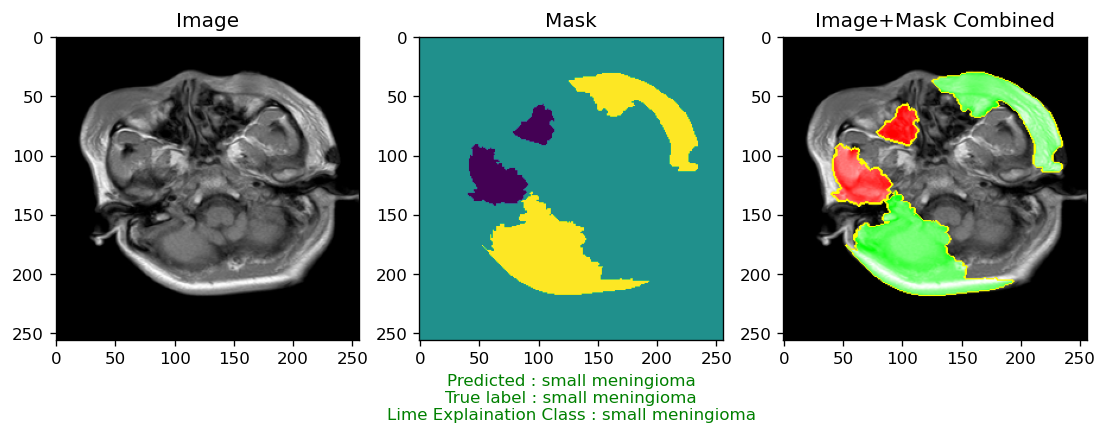 Image
Mask
Image+Mask Combined
0
50
100
150
200
250
0 50 100 150 200 250
0
50
100
150
200
250
0 50 100 150 200 250
0
50
100
150
200
250
0 50 100 150 200 250
Predicted : small meningioma
True label : small meningioma
Lime Explaination Class : small meningioma